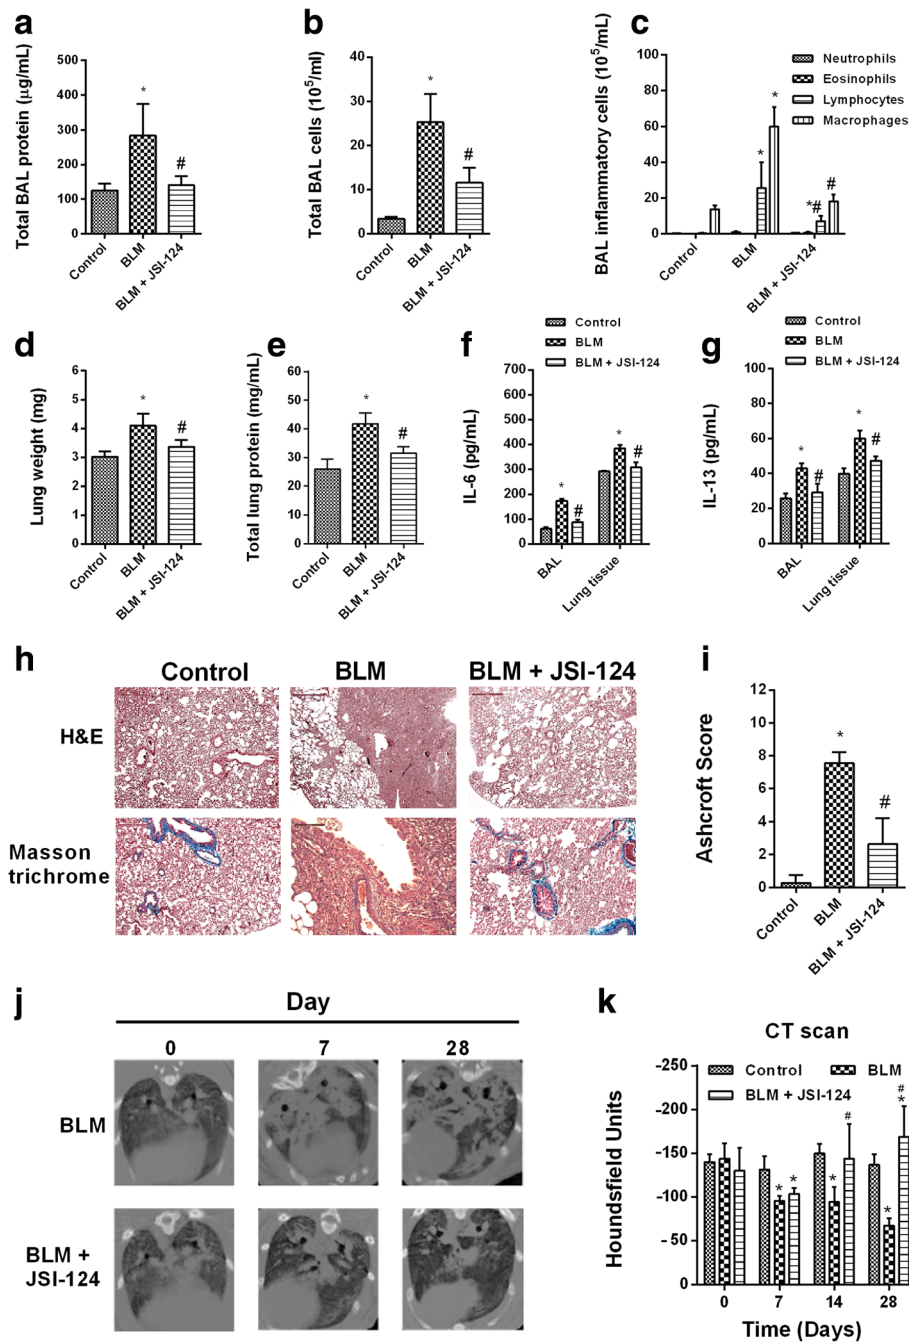 a
Total BAL protein (μg/mL)
500
400
300
200
100
0
*
#
Control
BLM
BLM + JSI-124
b
Total BAL cells (10⁵/ml)
40
30
20
10
0
*
#
Control
BLM
BLM + JSI-124
c
BAL inflammatory cells (10⁵/mL)
100
80
60
40
20
0
Neutrophils
Eosinophils
Lymphocytes
Macrophages
*
*
*#
#
Control
BLM
BLM + JSI-124
d
Lung weight (mg)
6
5
4
3
2
1
0
*
#
Control
BLM
BLM + JSI-124
e
Total lung protein (mg/mL)
60
50
40
30
20
10
0
*
#
Control
BLM
BLM + JSI-124
f
Control
BLM
BLM + JSI-124
IL-6 (pg/mL)
700
600
500
400
300
200
100
*
#
*
#
BAL
Lung tissue
g
Control
BLM
BLM + JSI-124
IL-13 (pg/mL)
100
80
60
40
20
0
*
#
*
#
BAL
Lung tissue
h
Control BLM BLM + JSI-124
H&E
Masson
trichrome
i
Ashcroft Score
12
10
8
6
4
2
0
*
#
Control
BLM
BLM + JSI-124
j
Day
0 7 28
BLM
BLM +
JSI-124
k
CT scan
Control BLM
BLM + JSI-124
Houndsfield Units
-250
-200
-150
-100
- 50
0
* *
*
#
*
#
*
0 7 14 28
Time (Days)